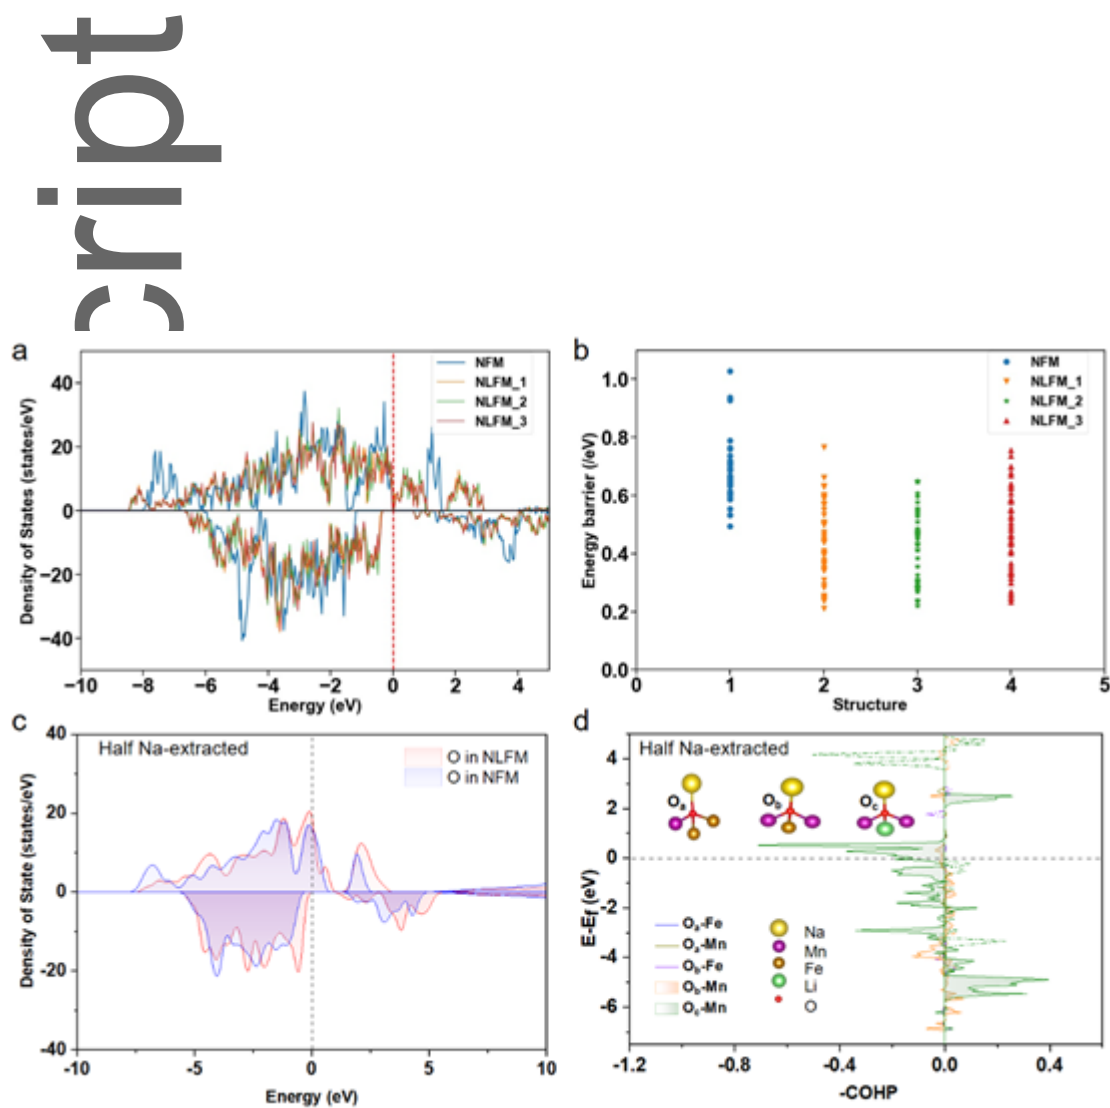 cript
a
40
20
0
−20
−40
Density of States (states/eV)
NFM
NLFM_1
NLFM_2
NLFM_3
−10 −8 −6 −4 −2 0 2 4
Energy (eV)
b
1.0
0.8
0.6
0.4
0.2
0.0
Energy barrier (/eV)
NFM
NLFM_1
NLFM_2
NLFM_3
0 1 2 3 4 5
Structure
c
40
20
0
-20
-40
Density of State (states/eV)
Half Na-extracted
O in NLFM
O in NFM
-10 -5 0 5 10
Energy (eV)
d
4
2
0
-2
-4
-6
E-Ef (eV)
Half Na-extracted
Oa Ob Oc
Oa-Fe
Oa-Mn
Ob-Fe
Ob-Mn
Oc-Mn
Na
Mn
Fe
Li
O
-1.2 -0.8 -0.4 0.0 0.4
-COHP